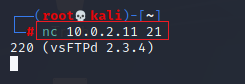 (root💀kali)-[~]
# nc 10.0.2.11 21
220 (vsFTPd 2.3.4)